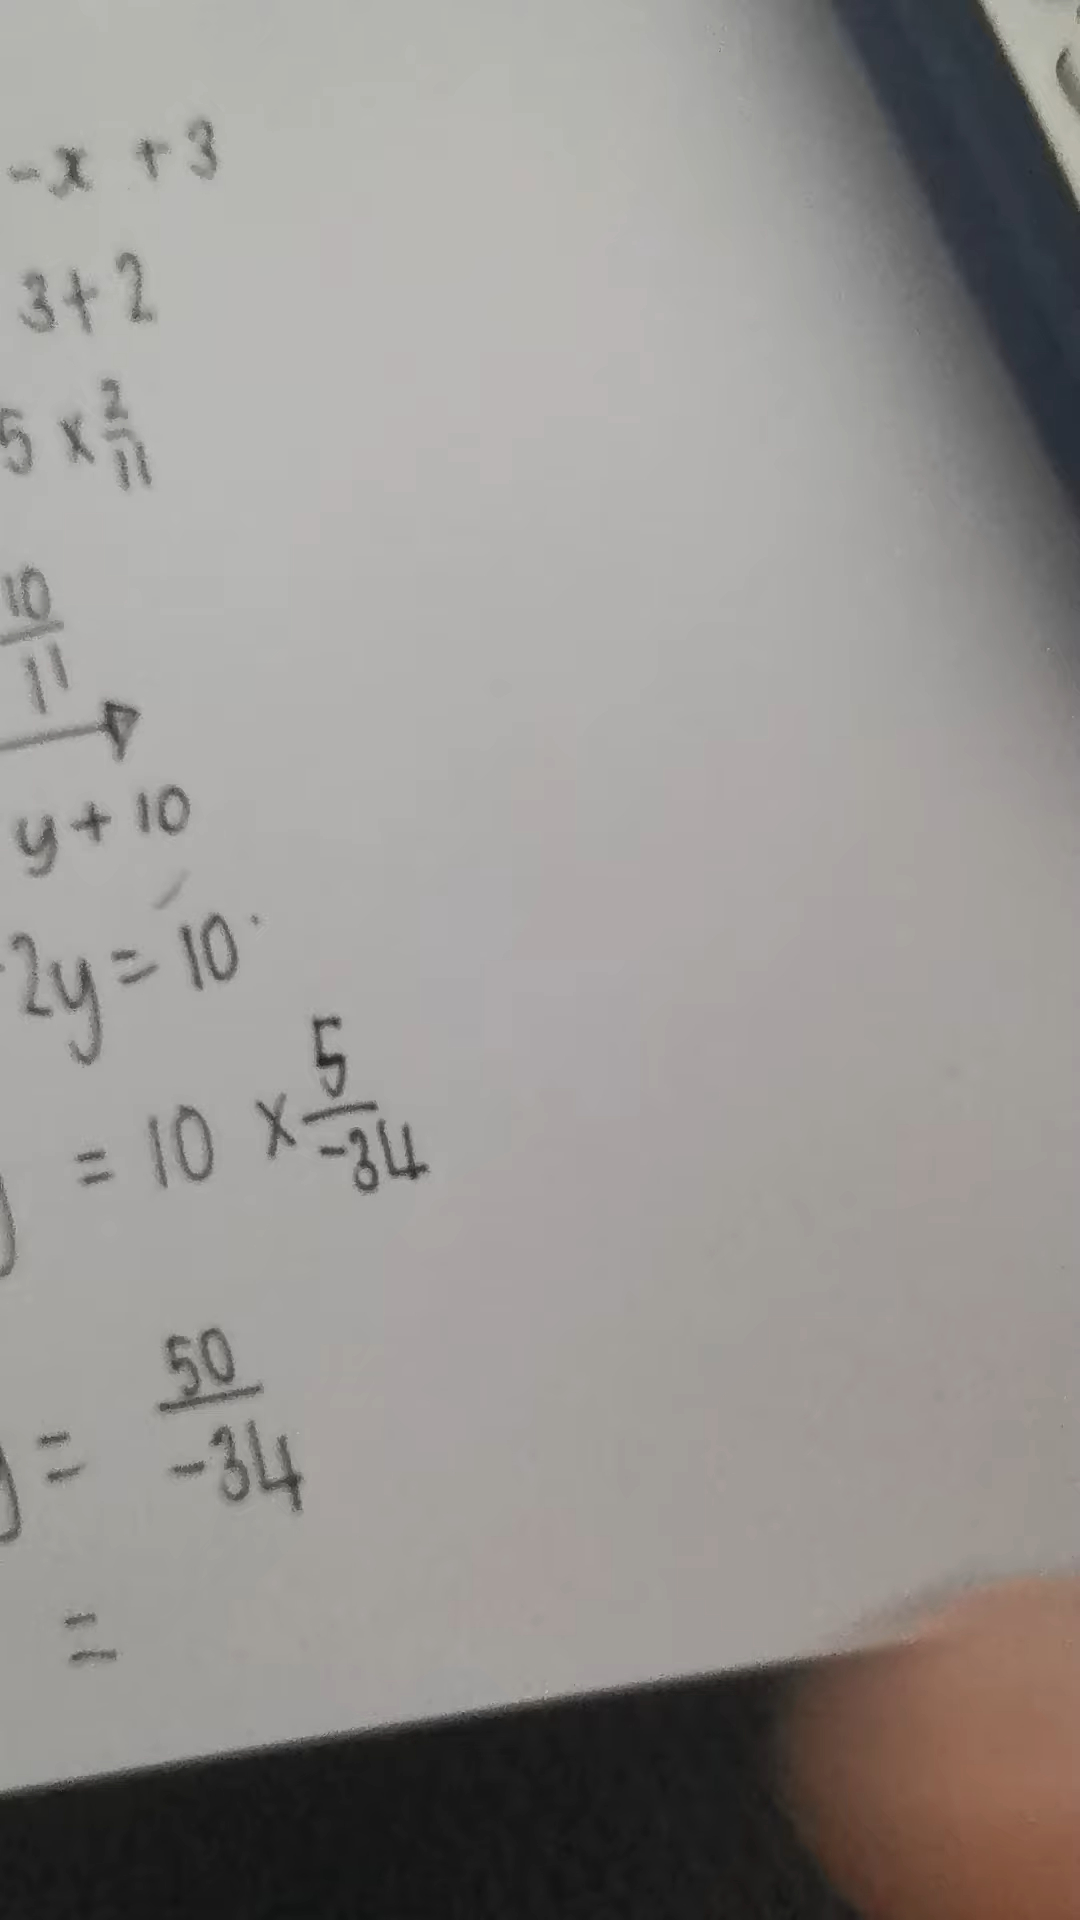 -x + 3
3+2
5 × 2/11
10/11
y + 10
2y = 10
= 10 × 5/-34
y = 50/-34
=